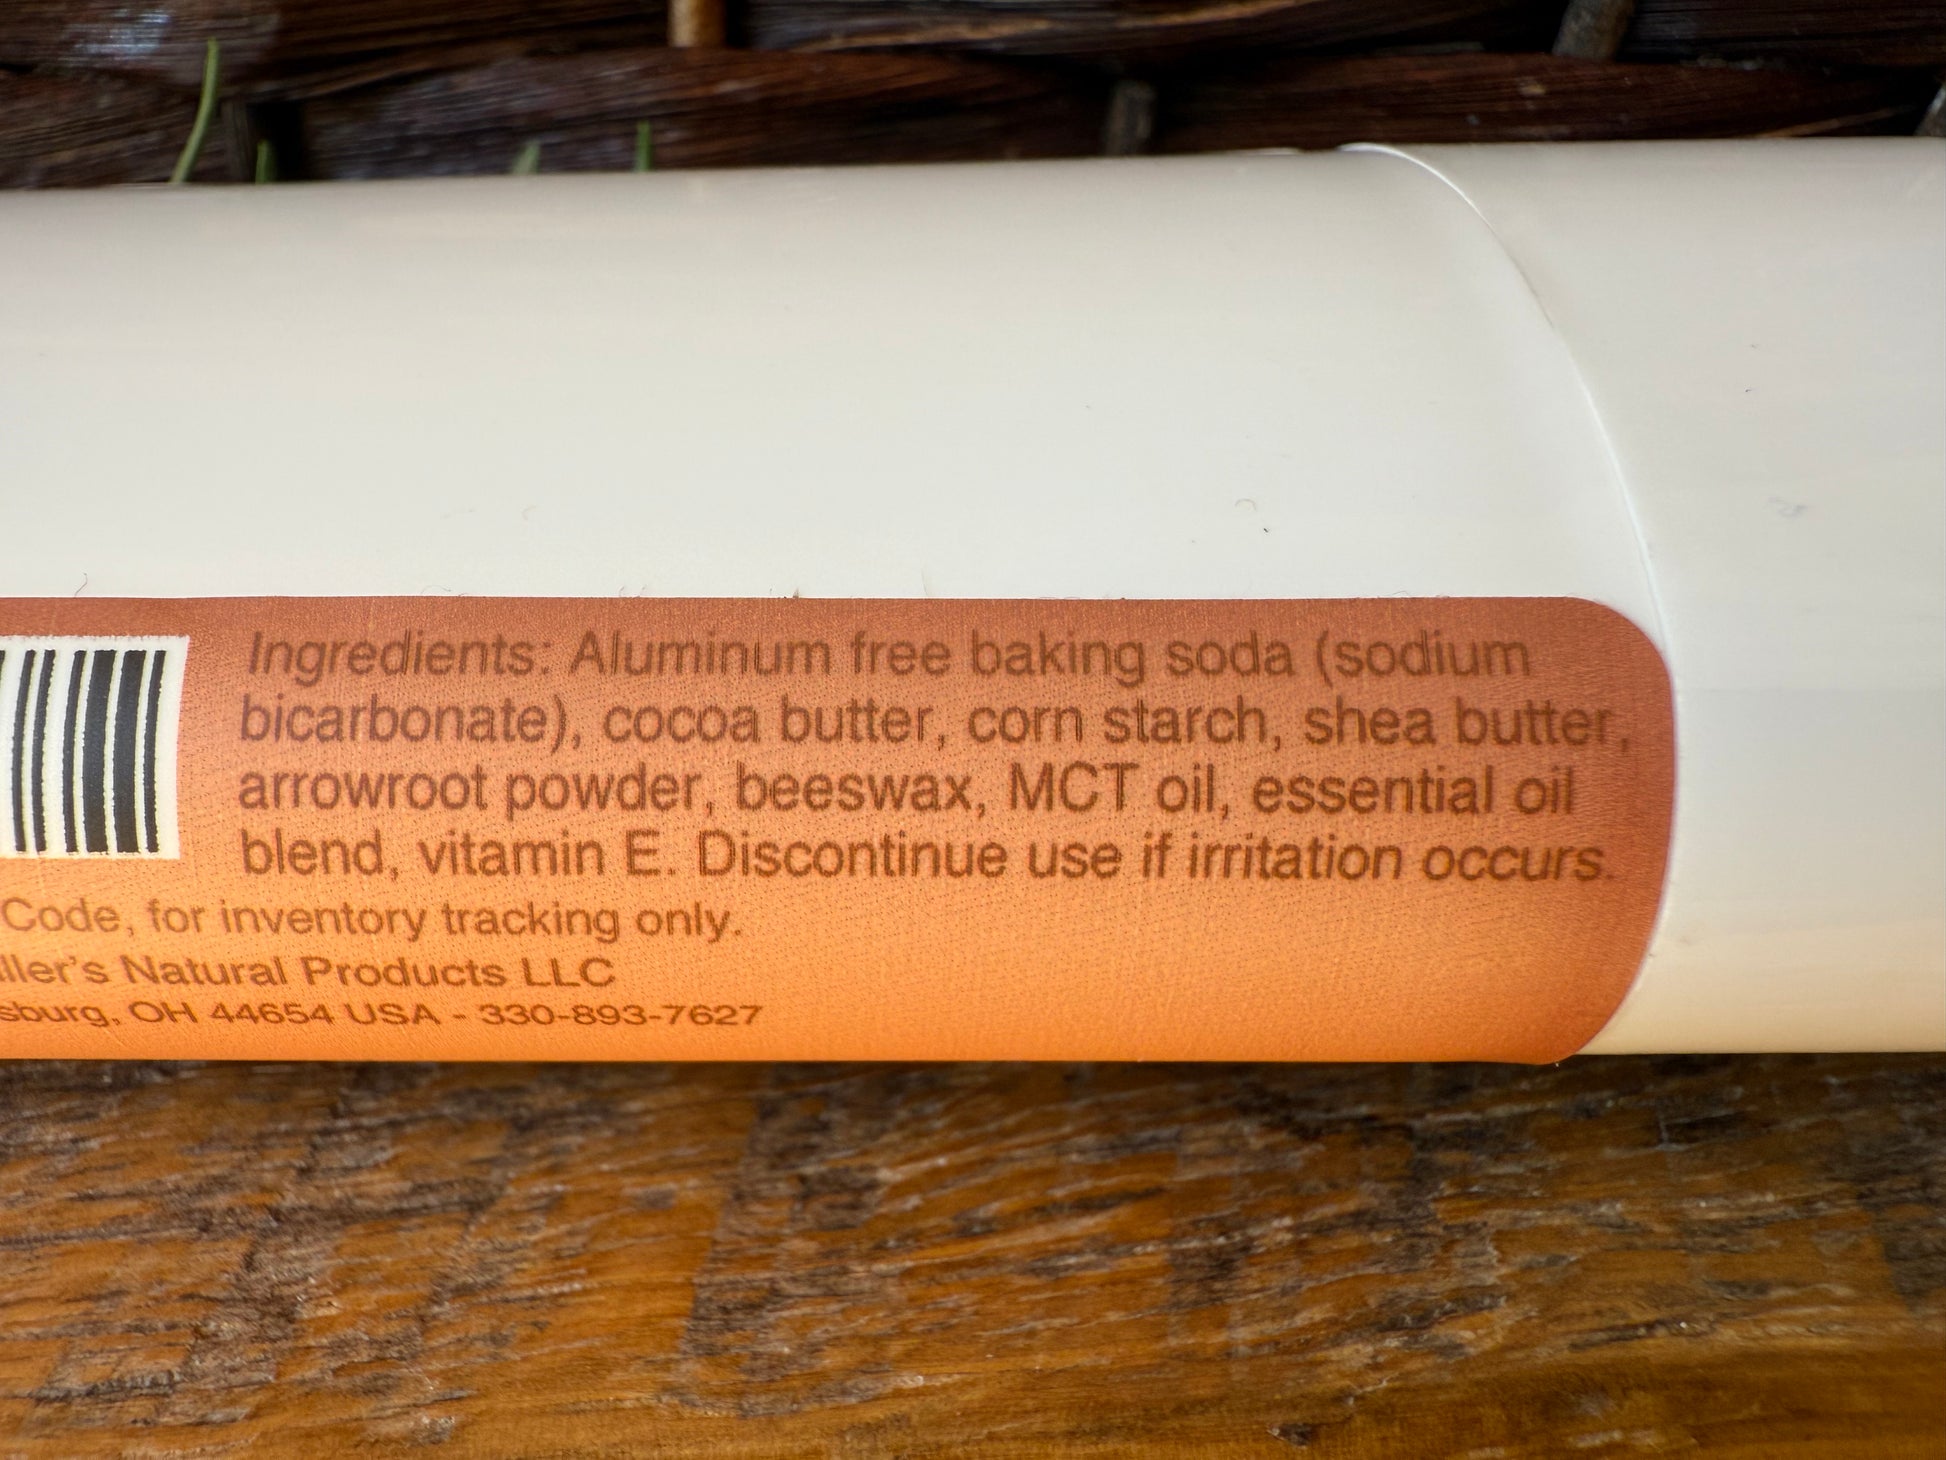 Ingredients: Aluminum free baking soda (sodium
bicarbonate), cocoa butter, corn starch, shea butter,
arrowroot powder, beeswax, MCT oil, essential oil
blend, vitamin E. Discontinue use if irritation occurs.
Code, for inventory tracking only.
ller's Natural Products LLC
sburg, OH 44654 USA - 330-893-7627